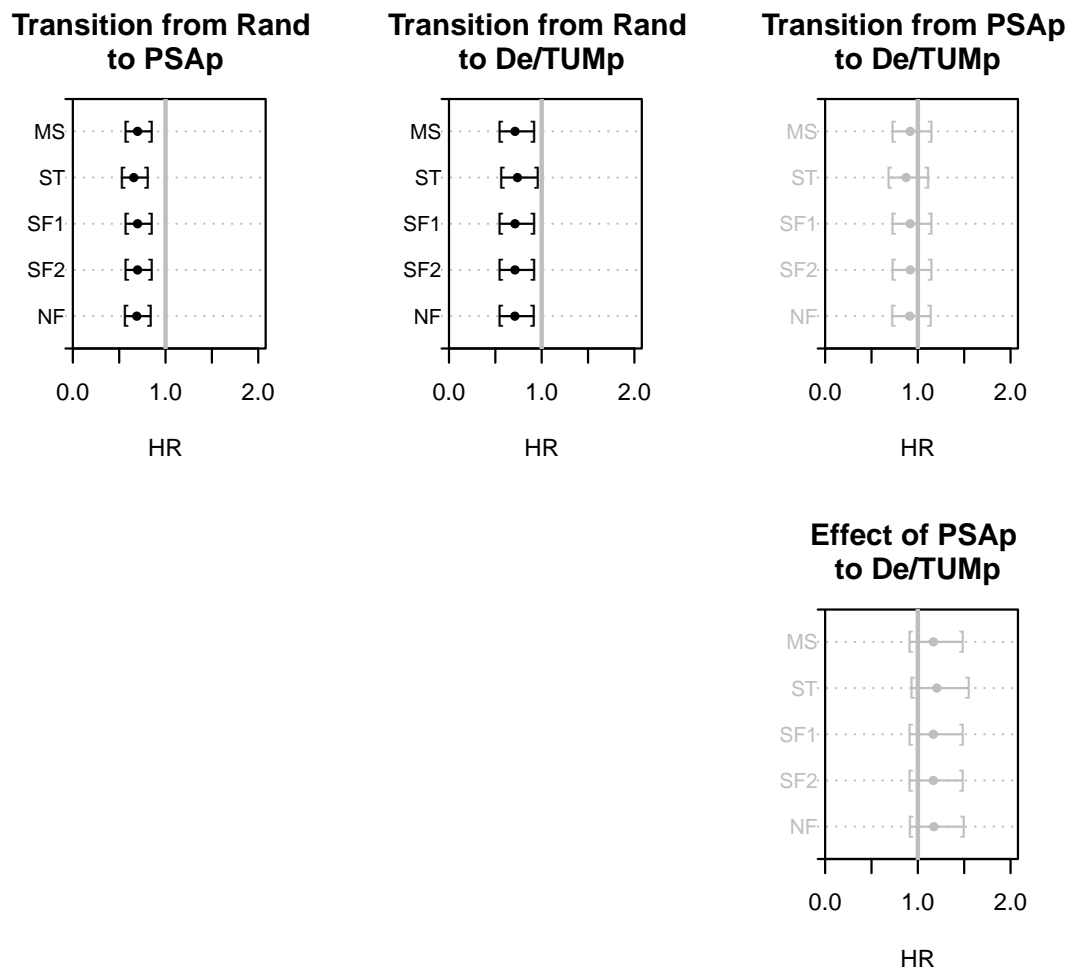 Transition from Rand
to PSAp
MS
ST
SF1
SF2
NF
0.0 1.0 2.0
HR
Transition from Rand
to De/TUMp
MS
ST
SF1
SF2
NF
0.0 1.0 2.0
HR
Transition from PSAp
to De/TUMp
MS
ST
SF1
SF2
NF
0.0 1.0 2.0
HR
Effect of PSAp
to De/TUMp
MS
ST
SF1
SF2
NF
0.0 1.0 2.0
HR